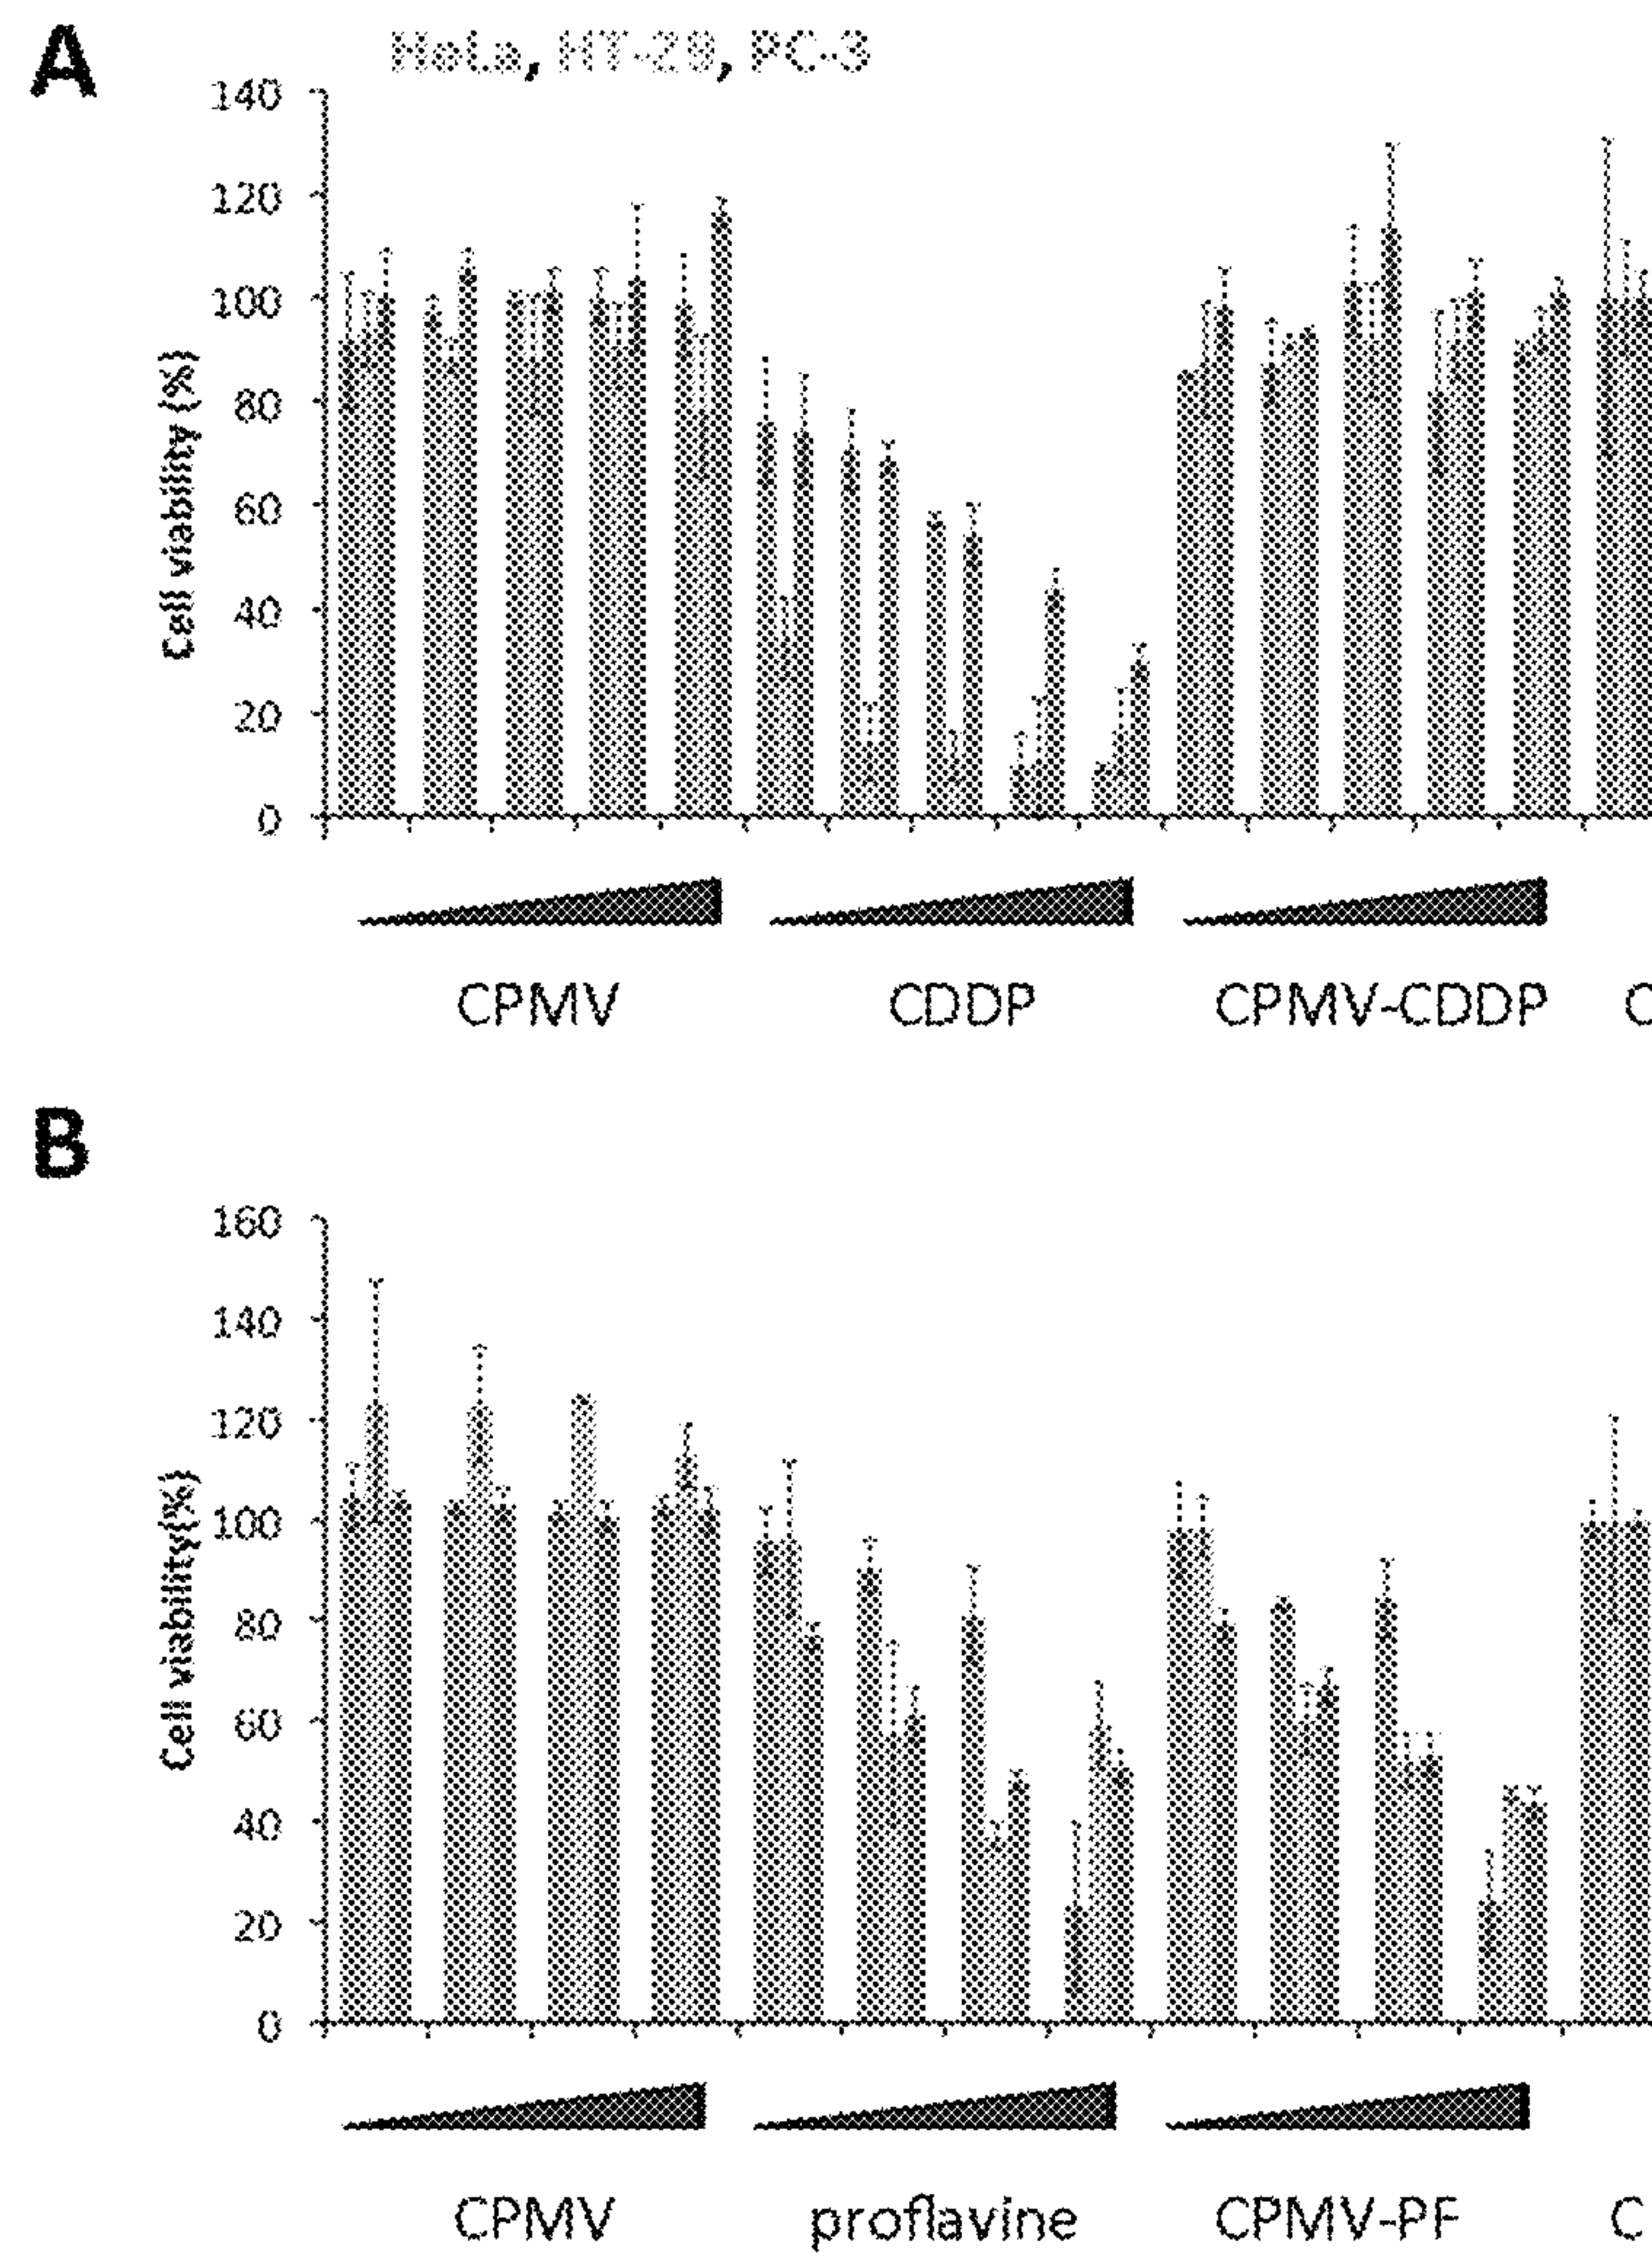 A
HeLa, HT-29, PC-3
140
120
100
80
60
40
20
0
Cell viability (%)
CPMV CDDP CPMV-CDDP C
B
160
140
120
100
80
60
40
20
0
Cell viability(%)
CPMV proflavine CPMV-PF C